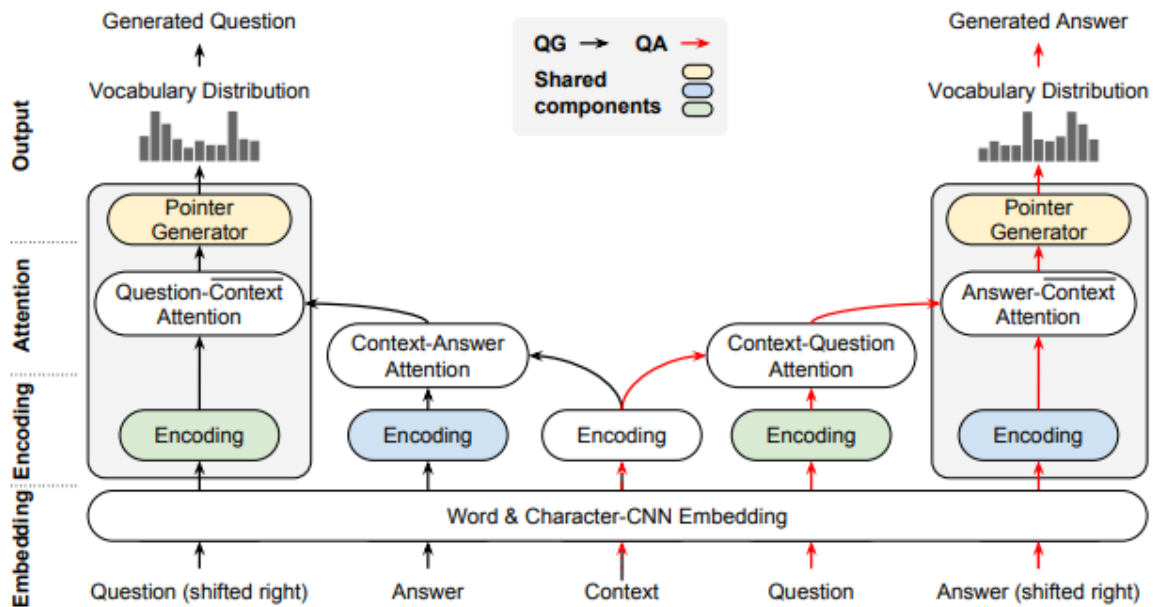 Generated Question
Generated Answer
QG
QA
Shared
components
Vocabulary Distribution
Vocabulary Distribution
Output
Pointer
Generator
Pointer
Generator
Attention
Question-Context
Attention
Answer-Context
Attention
Context-Answer
Attention
Context-Question
Attention
Encoding
Encoding
Encoding
Encoding
Encoding
Encoding
Embedding
Word & Character-CNN Embedding
Question (shifted right)
Answer
Context
Question
Answer (shifted right)